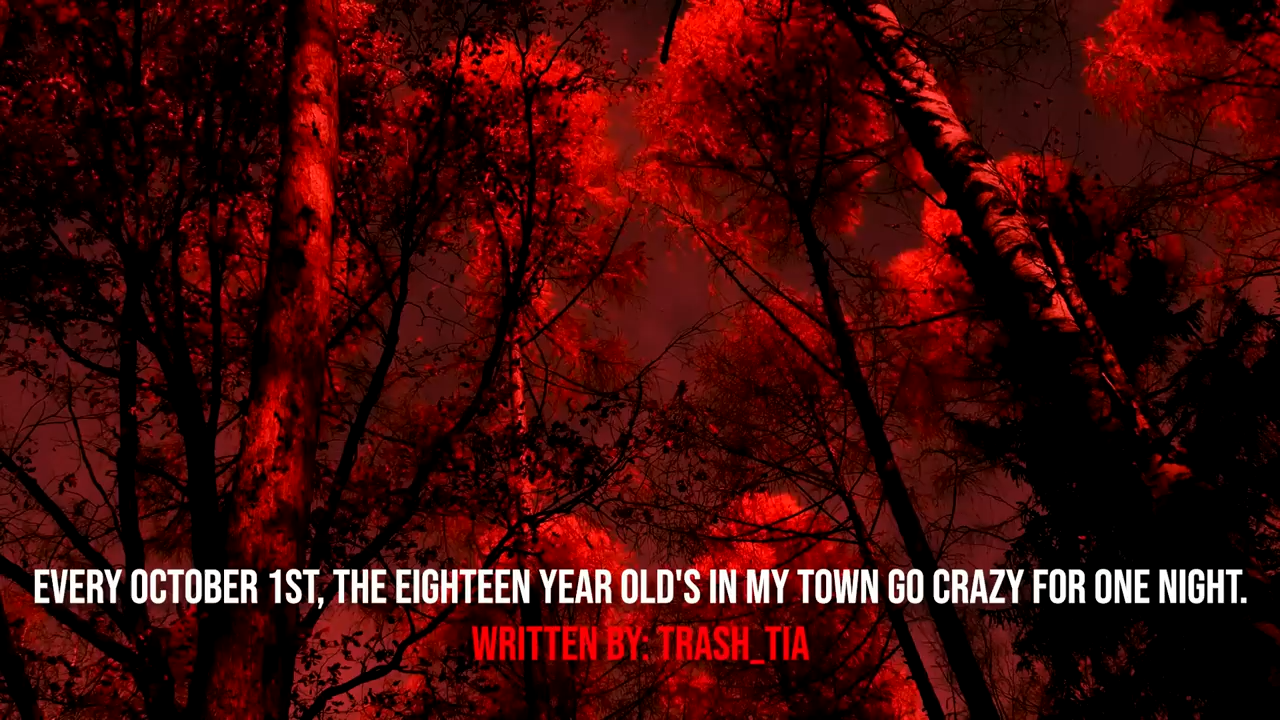 EVERY OCTOBER 1ST, THE EIGHTEEN YEAR OLD'S IN MY TOWN GO CRAZY FOR ONE NIGHT.
WRITTEN BY: TRASH_TIA